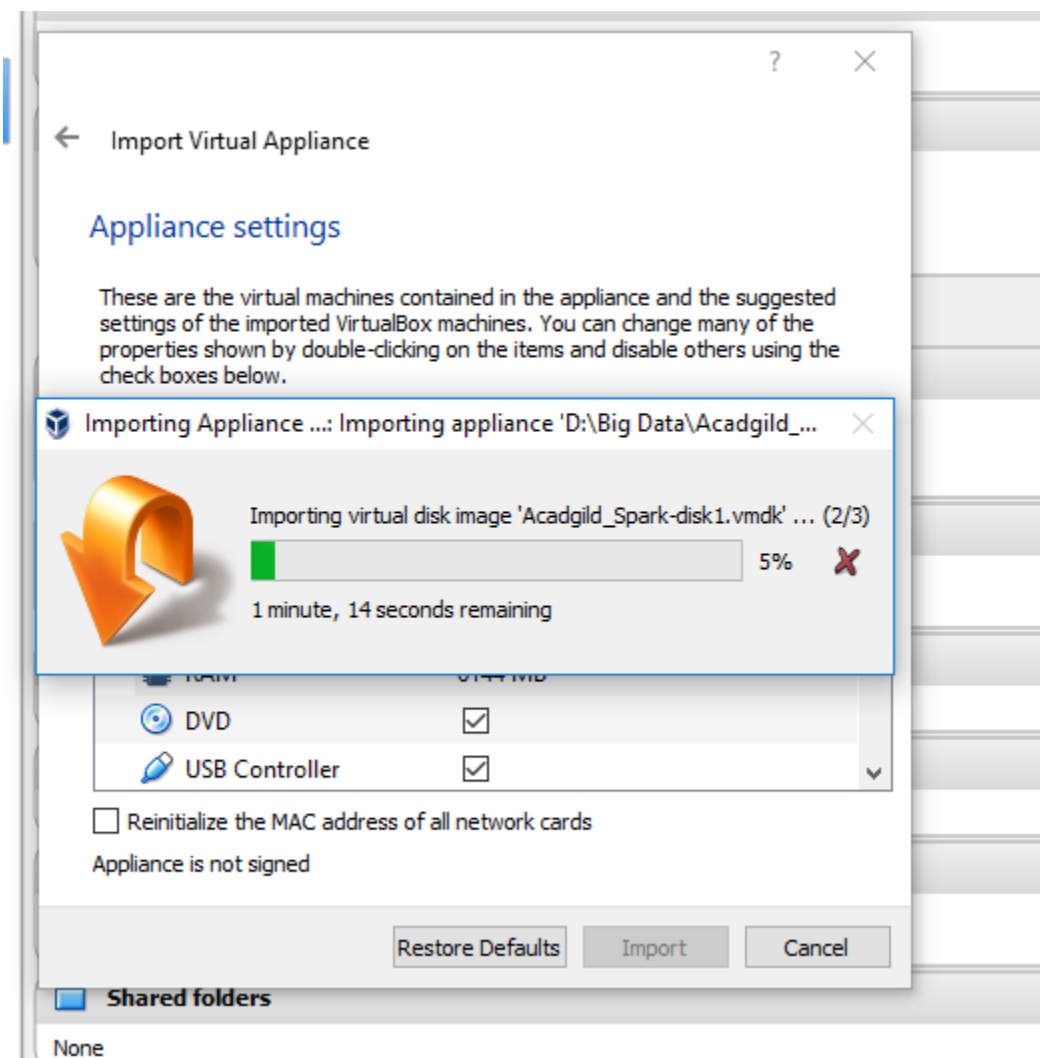 ?
Import Virtual Appliance
Appliance settings
These are the virtual machines contained in the appliance and the suggested
settings of the imported VirtualBox machines. You can change many of the
properties shown by double-clicking on the items and disable others using the
check boxes below.
Importing Appliance ...: Importing appliance 'D:\Big Data\Acadgild_...
Importing virtual disk image 'Acadgild_Spark-disk1.vmdk' ... (2/3)
5%
1 minute, 14 seconds remaining
RAM 6144 MB
DVD
USB Controller
Reinitialize the MAC address of all network cards
Appliance is not signed
Restore Defaults Import Cancel
Shared folders
None